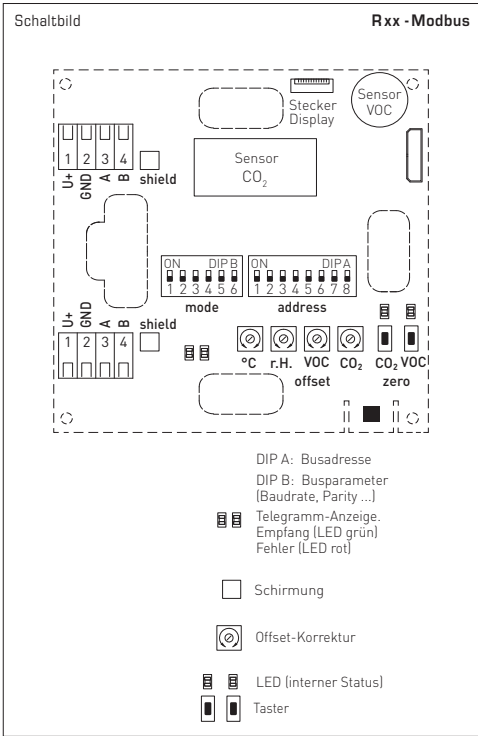 Schaltbild
Rxx - Modbus
Stecker
Display
Sensor
VOC
1 2 3 4
U+ GND A B shield
Sensor
CO₂
ON DIP B
1 2 3 4 5 6
mode
ON DIP A
1 2 3 4 5 6 7 8
address
U+ GND A B shield
1 2 3 4
°C r.H. VOC CO₂ CO₂ VOC
offset zero
DIP A: Busadresse
DIP B: Busparameter
(Baudrate, Parity ...)
Telegramm-Anzeige.
Empfang (LED grün)
Fehler (LED rot)
Schirmung
Offset-Korrektur
LED (interner Status)
Taster